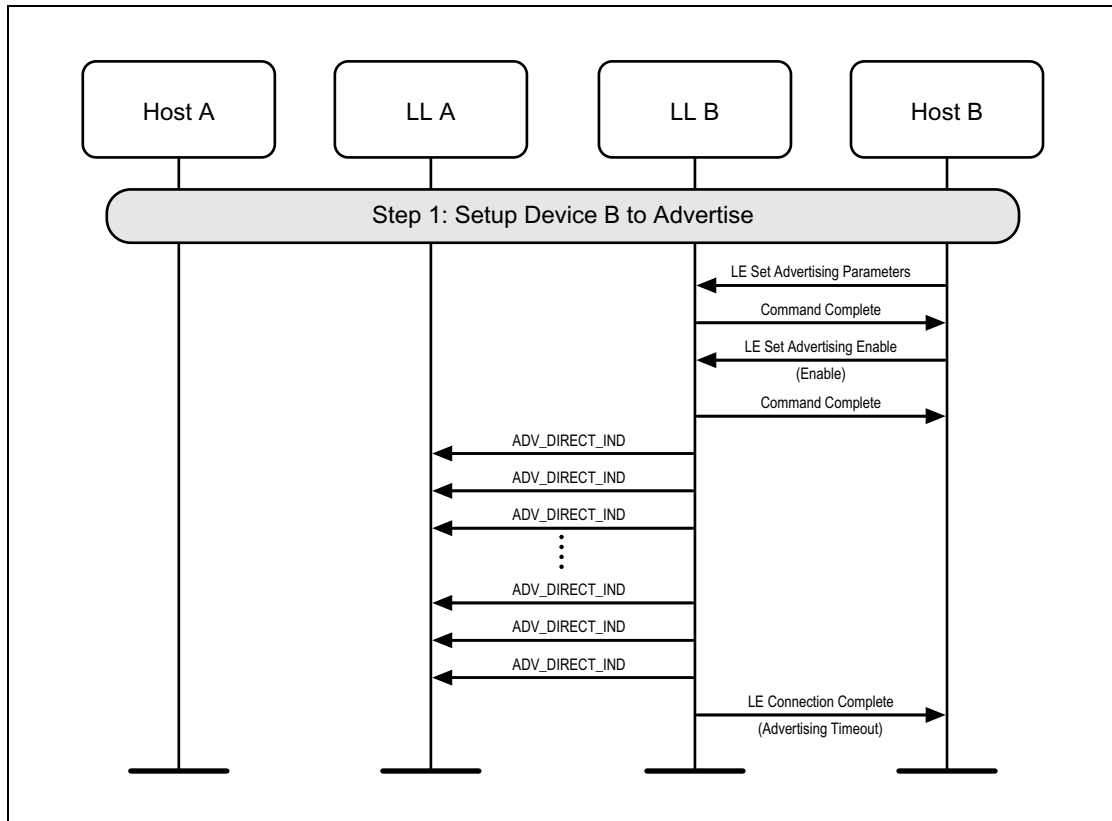 Host A
LL A
LL B
Host B
Step 1: Setup Device B to Advertise
LE Set Advertising Parameters
Command Complete
LE Set Advertising Enable
(Enable)
Command Complete
ADV_DIRECT_IND
ADV_DIRECT_IND
ADV_DIRECT_IND
ADV_DIRECT_IND
ADV_DIRECT_IND
ADV_DIRECT_IND
LE Connection Complete
(Advertising Timeout)